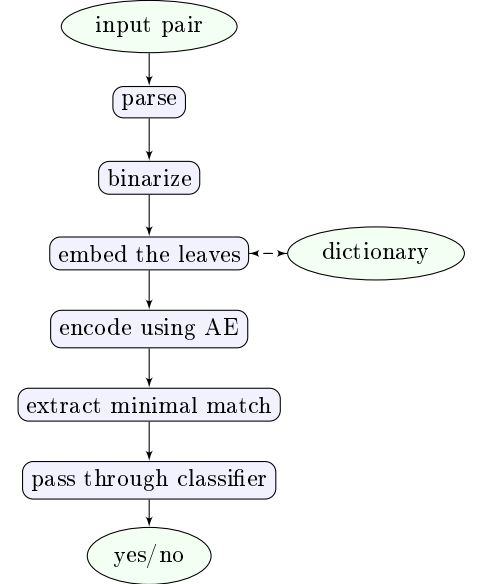 input pair
parse
binarize
embed the leaves
dictionary
encode using AE
extract minimal match
pass through classifier
yes/no